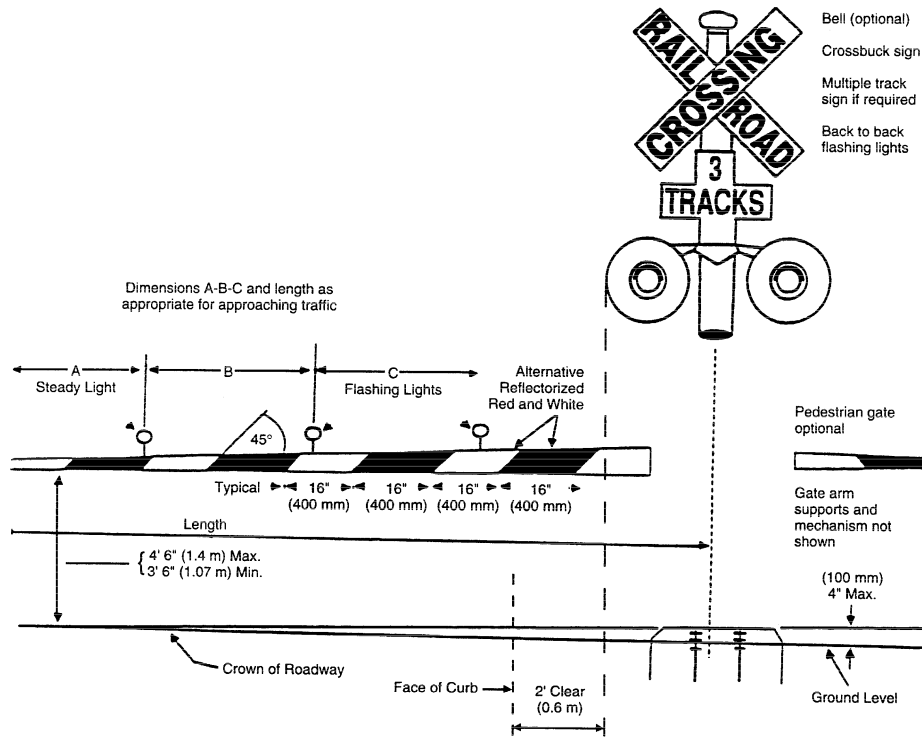 Bell (optional)
Crossbuck sign
Multiple track
sign if required
Back to back
flashing lights
RAIL ROAD
CROSSING
3
TRACKS
Dimensions A-B-C and length as
appropriate for approaching traffic
A
Steady Light
B
C
Flashing Lights
Alternative
Reflectorized
Red and White
45°
Pedestrian gate
optional
Typical
16"
(400 mm)
16"
(400 mm)
16"
(400 mm)
16"
(400 mm)
Gate arm
supports and
mechanism not
shown
Length
4' 6" (1.4 m) Max.
3' 6" (1.07 m) Min.
(100 mm)
4" Max.
Crown of Roadway
Face of Curb
2' Clear
(0.6 m)
Ground Level